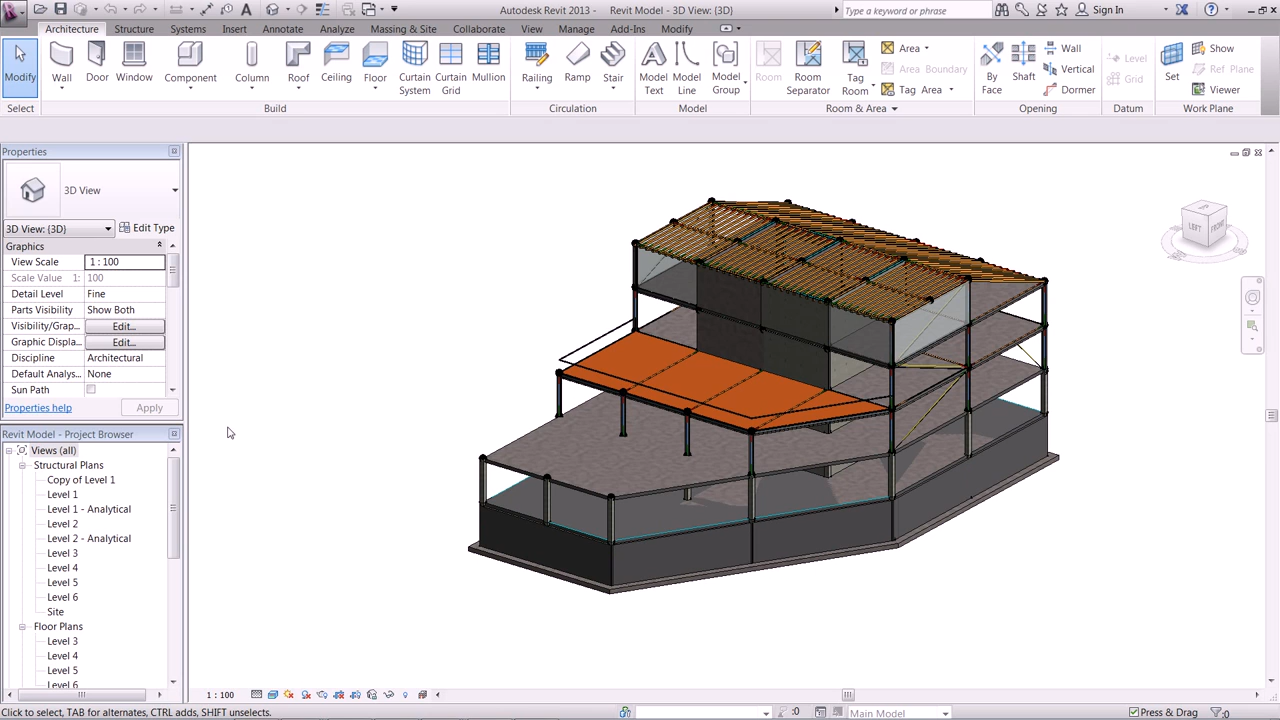 Autodesk Revit 2013 - Revit Model - 3D View: {3D}
Type a keyword or phrase
Sign In
Architecture Structure Systems Insert Annotate Analyze Massing & Site Collaborate View Manage Add-Ins Modify
Modify Wall Door Window Component Column Roof Ceiling Floor Curtain System Curtain Grid Mullion Railing Ramp Stair Model Text Model Line Model Group Room Room Separator Tag Room
Area
Area Boundary
Tag Area
By Face Shaft
Wall
Vertical
Dormer
Level
Grid
Set
Show
Ref Plane
Viewer
Select Build Circulation Model Room & Area Opening Datum Work Plane
Properties
3D View
3D View: {3D} Edit Type
Graphics
View Scale 1 : 100
Scale Value 1: 100
Detail Level Fine
Parts Visibility Show Both
Visibility/Grap... Edit...
Graphic Displa... Edit...
Discipline Architectural
Default Analys... None
Sun Path
Properties help Apply
Revit Model - Project Browser
Views (all)
Structural Plans
Copy of Level 1
Level 1
Level 1 - Analytical
Level 2
Level 2 - Analytical
Level 3
Level 4
Level 5
Level 6
Site
Floor Plans
Level 3
Level 4
Level 5
Level 6
LEFT FRONT
1 : 100
Click to select, TAB for alternates, CTRL adds, SHIFT unselects.
:0
Main Model
Press & Drag
:0